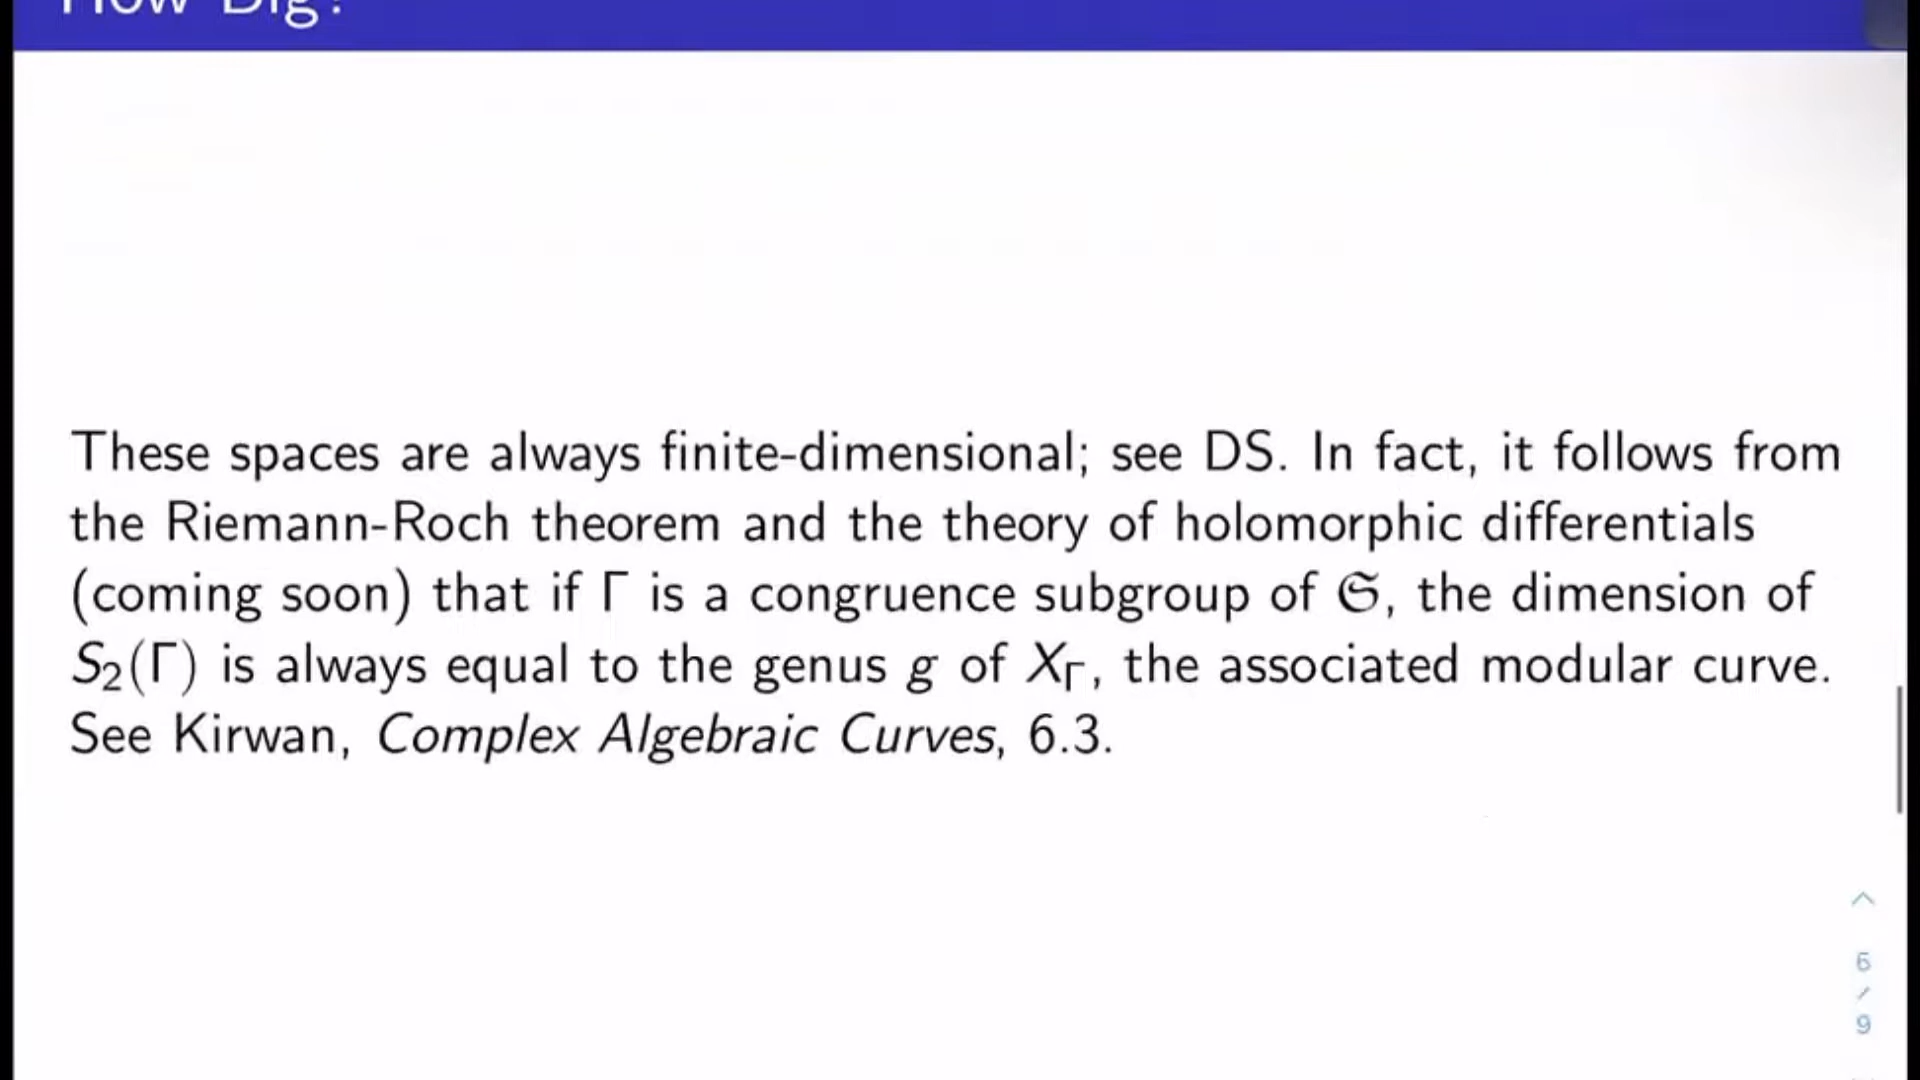 How Big?
These spaces are always finite-dimensional; see DS. In fact, it follows from
the Riemann-Roch theorem and the theory of holomorphic differentials
(coming soon) that if Γ is a congruence subgroup of 𝔖, the dimension of
S₂(Γ) is always equal to the genus g of X_Γ, the associated modular curve.
See Kirwan, Complex Algebraic Curves, 6.3.
6
/
9